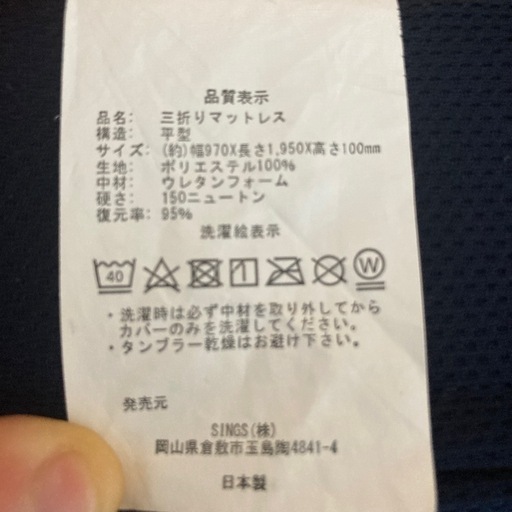 品質表示
品名: 三折りマットレス
構造: 平型
サイズ: (約)幅970X長さ1,950X高さ100mm
生地: ポリエステル100%
中材: ウレタンフォーム
硬さ: 150ニュートン
復元率: 95%
洗濯絵表示
40 W
・洗濯時は必ず中材を取り外してから
カバーのみを洗濯してください。
・タンブラー乾燥はお避け下さい。
発売元
SINGS(株)
岡山県倉敷市玉島陶4841-4
日本製